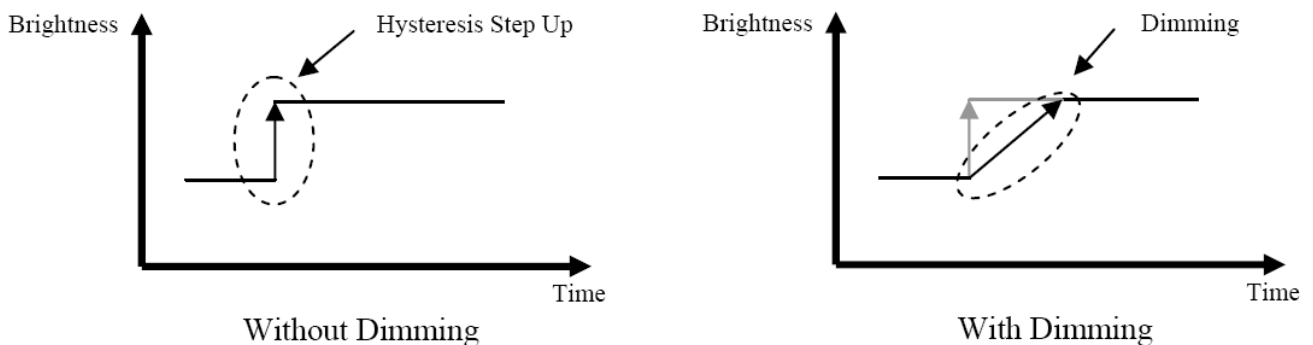 Brightness
Hysteresis Step Up
Time
Without Dimming
Brightness
Dimming
Time
With Dimming